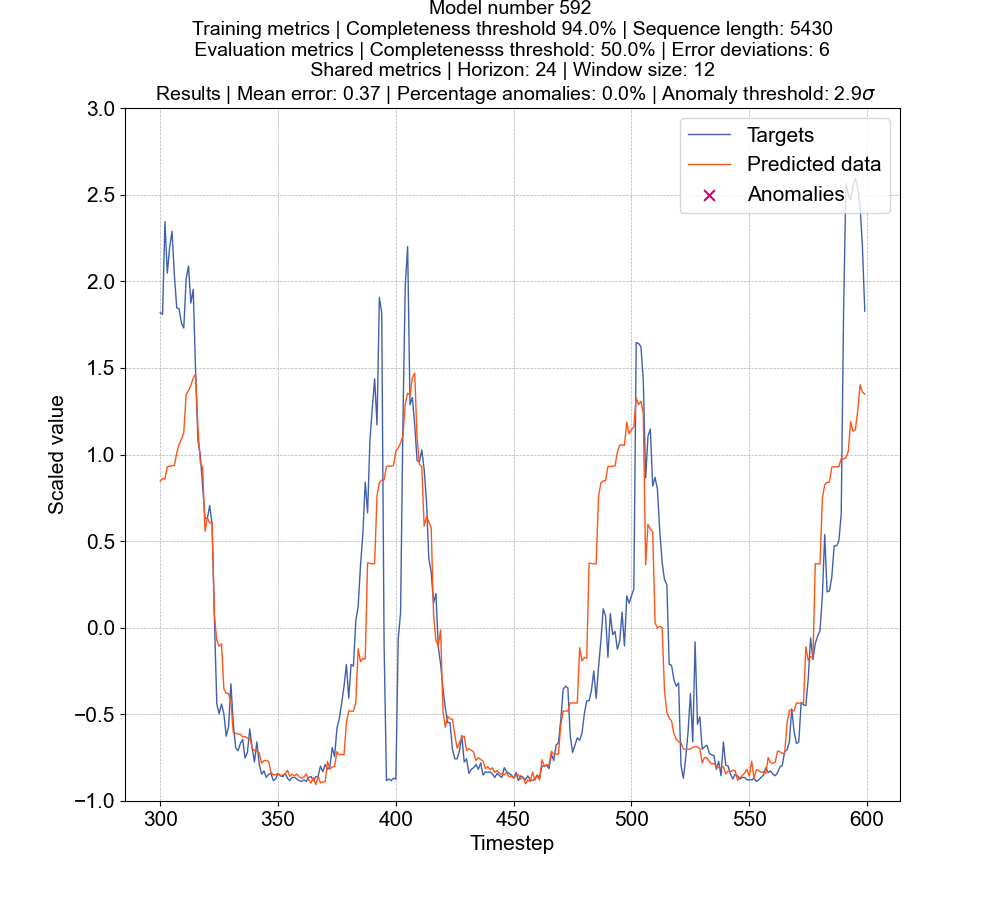 Model number 592
Training metrics | Completeness threshold 94.0% | Sequence length: 5430
Evaluation metrics | Completenesss threshold: 50.0% | Error deviations: 6
Shared metrics | Horizon: 24 | Window size: 12
Results | Mean error: 0.37 | Percentage anomalies: 0.0% | Anomaly threshold: 2.9σ
Targets
Predicted data
Anomalies
3.0
2.5
2.0
1.5
1.0
0.5
0.0
−0.5
−1.0
Scaled value
300
350
400
450
500
550
600
Timestep